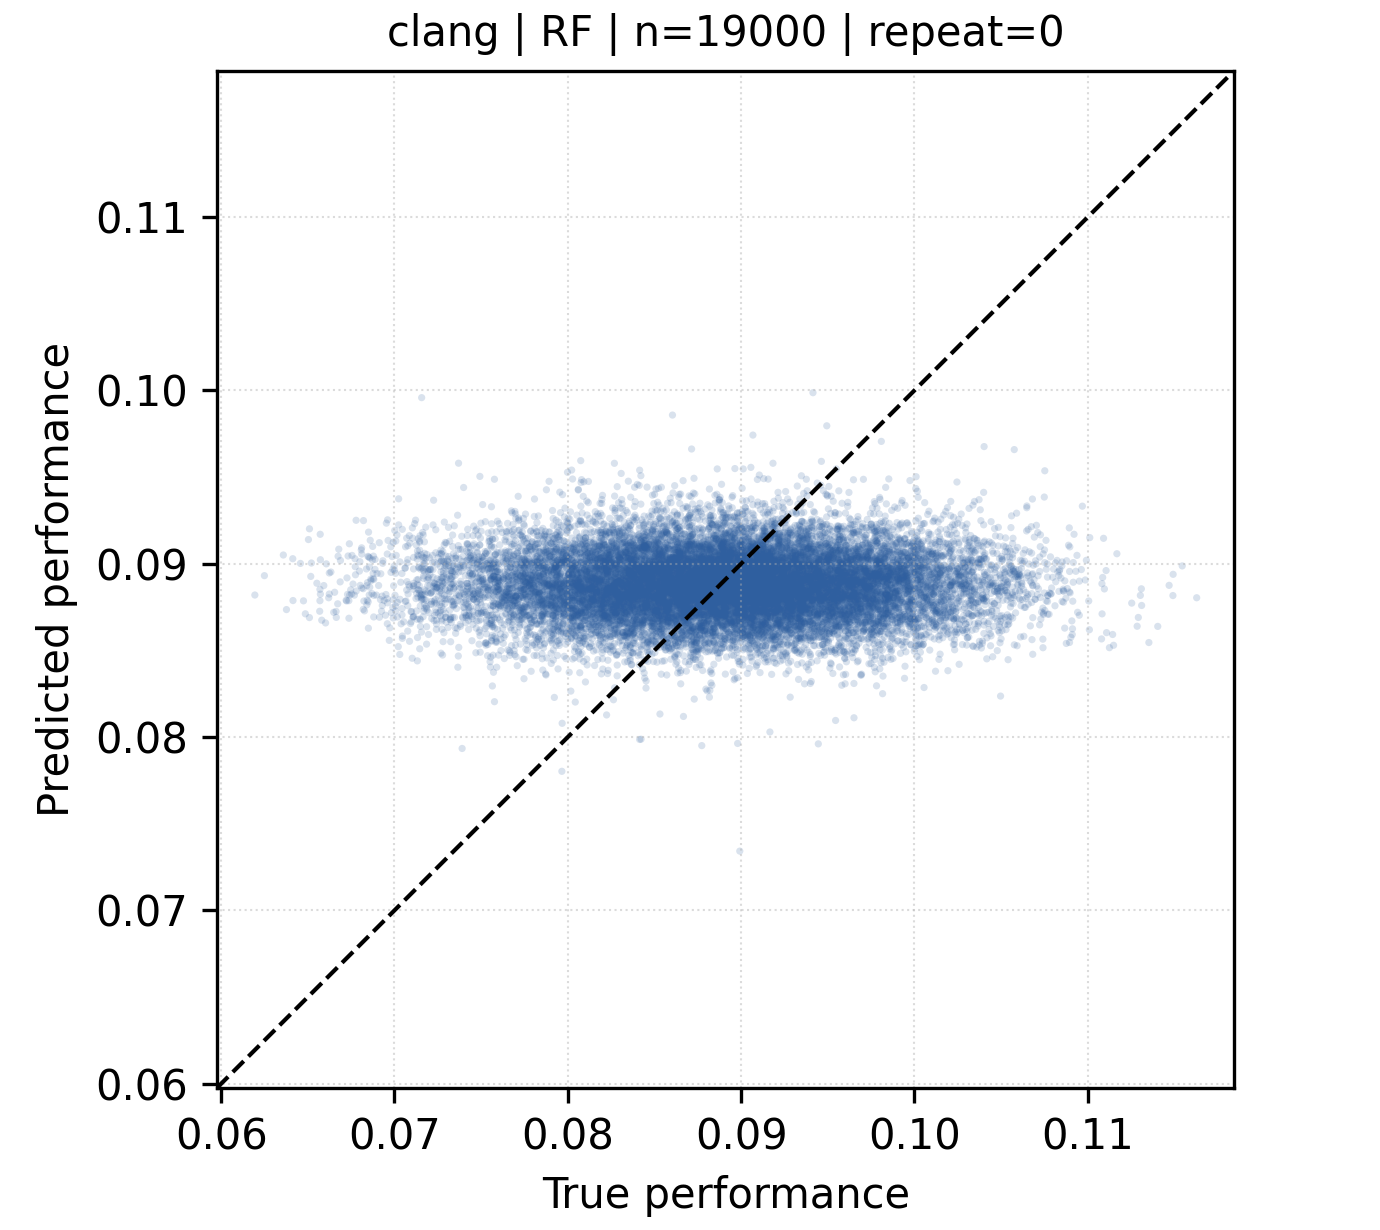 clang | RF | n=19000 | repeat=0
Predicted performance
0.11
0.10
0.09
0.08
0.07
0.06
0.06 0.07 0.08 0.09 0.10 0.11
True performance